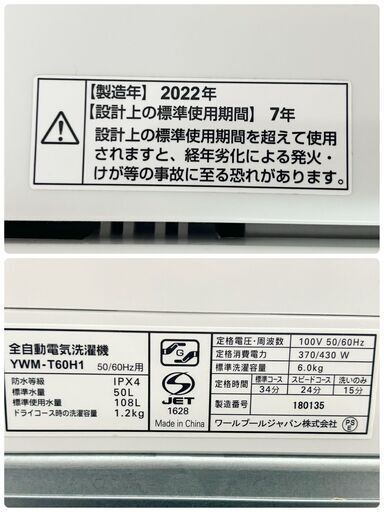 【製造年】 2022年
【設計上の標準使用期間】 7年
設計上の標準使用期間を超えて使用
されますと、経年劣化による発火・
けが等の事故に至る恐れがあります。
全自動電気洗濯機
YWM-T60H1 50/60Hz用
防水等級 IPX4
標準水量 50L
標準使用水量 108L
ドライコース時の洗濯容量 1.2kg
G
JET
1628
Made in China
定格電圧・周波数 100V 50/60Hz
定格消費電力 370/430 W
標準洗濯容量 6.0kg
定格時間 標準コース スピードコース 洗いのみ
34分 24分 15分
製造番号 180135
ワールプールジャパン株式会社
PS
E